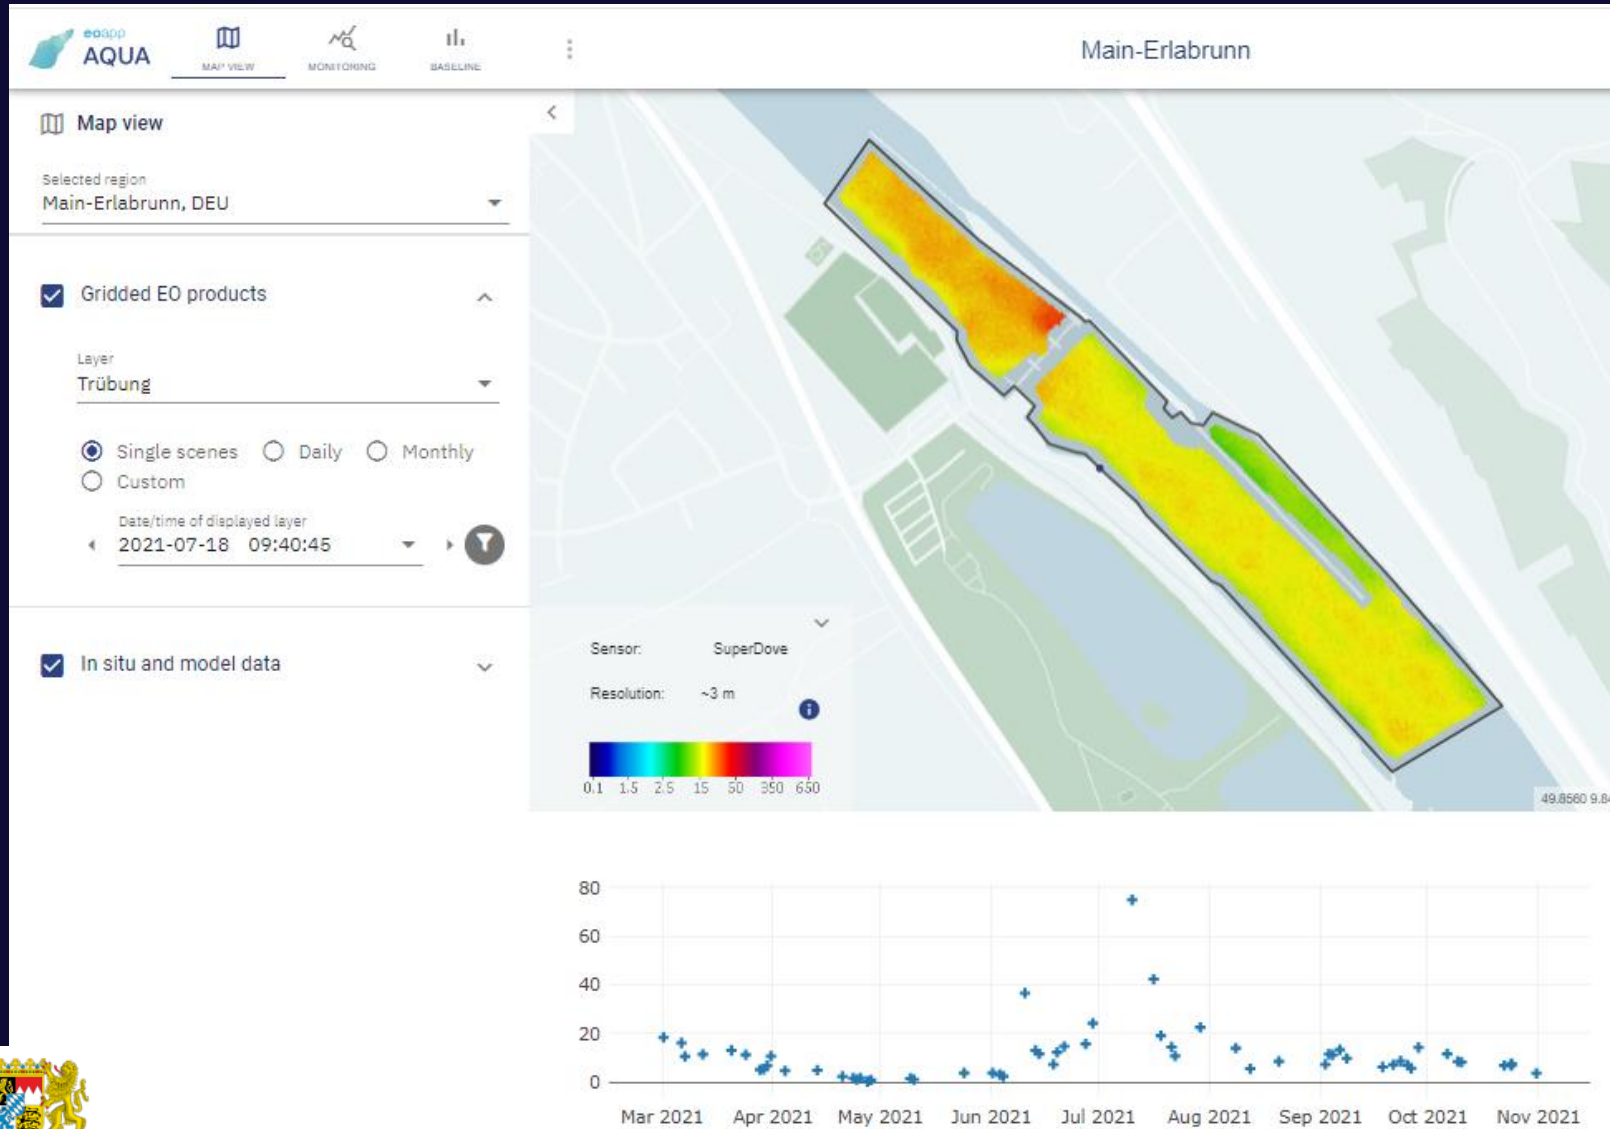 eoapp
AQUA
MAP VIEW
MONITORING
BASELINE
Main-Erlabrunn
Map view
Selected region
Main-Erlabrunn, DEU
Gridded EO products
Layer
Trübung
Single scenes
Daily
Monthly
Custom
Date/time of displayed layer
2021-07-18 09:40:45
In situ and model data
Sensor: SuperDove
Resolution: ~3 m
0.1 1.5 2.5 15 50 350 650
49.8560 9.84
80
60
40
20
0
Mar 2021 Apr 2021 May 2021 Jun 2021 Jul 2021 Aug 2021 Sep 2021 Oct 2021 Nov 2021